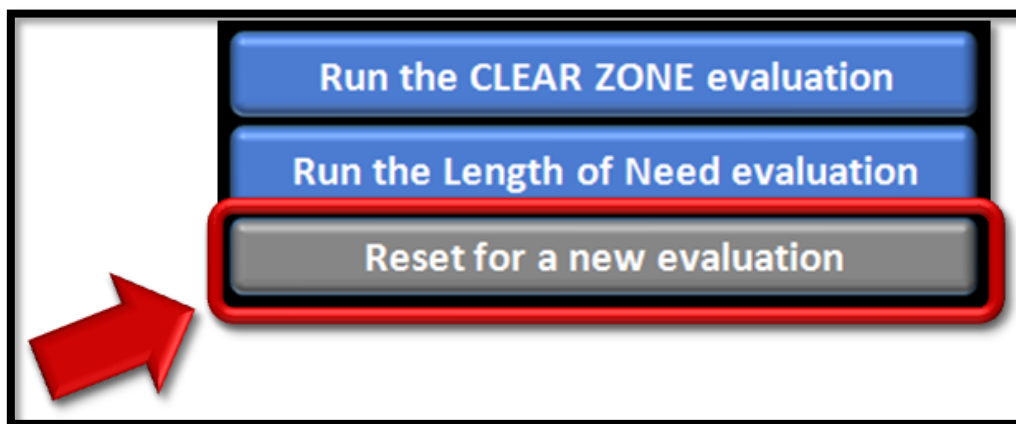 Run the CLEAR ZONE evaluation
Run the Length of Need evaluation
Reset for a new evaluation